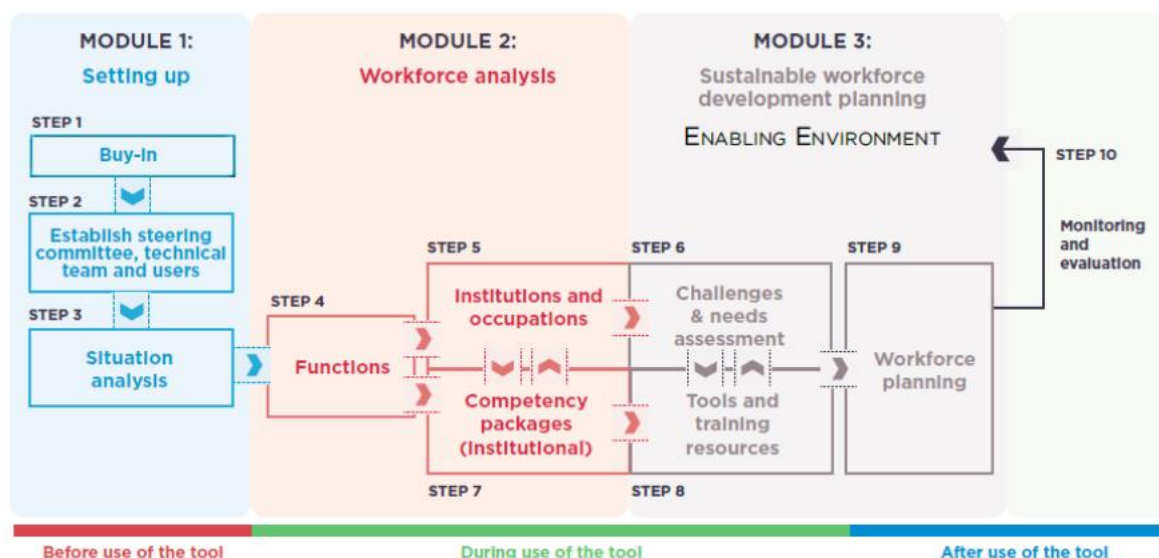 MODULE 1:
Setting up
STEP 1
Buy-In
STEP 2
Establish steering
committee, technical
team and users
STEP 3
Situation
analysis
MODULE 2:
Workforce analysis
STEP 4
Functions
STEP 5
Institutions and
occupations
Competency
packages
(Institutional)
STEP 7
MODULE 3:
Sustainable workforce
development planning
ENABLING ENVIRONMENT
STEP 6
Challenges
& needs
assessment
Tools and
training
resources
STEP 8
STEP 9
Workforce
planning
STEP 10
Monitoring
and
evaluation
Before use of the tool
During use of the tool
After use of the tool